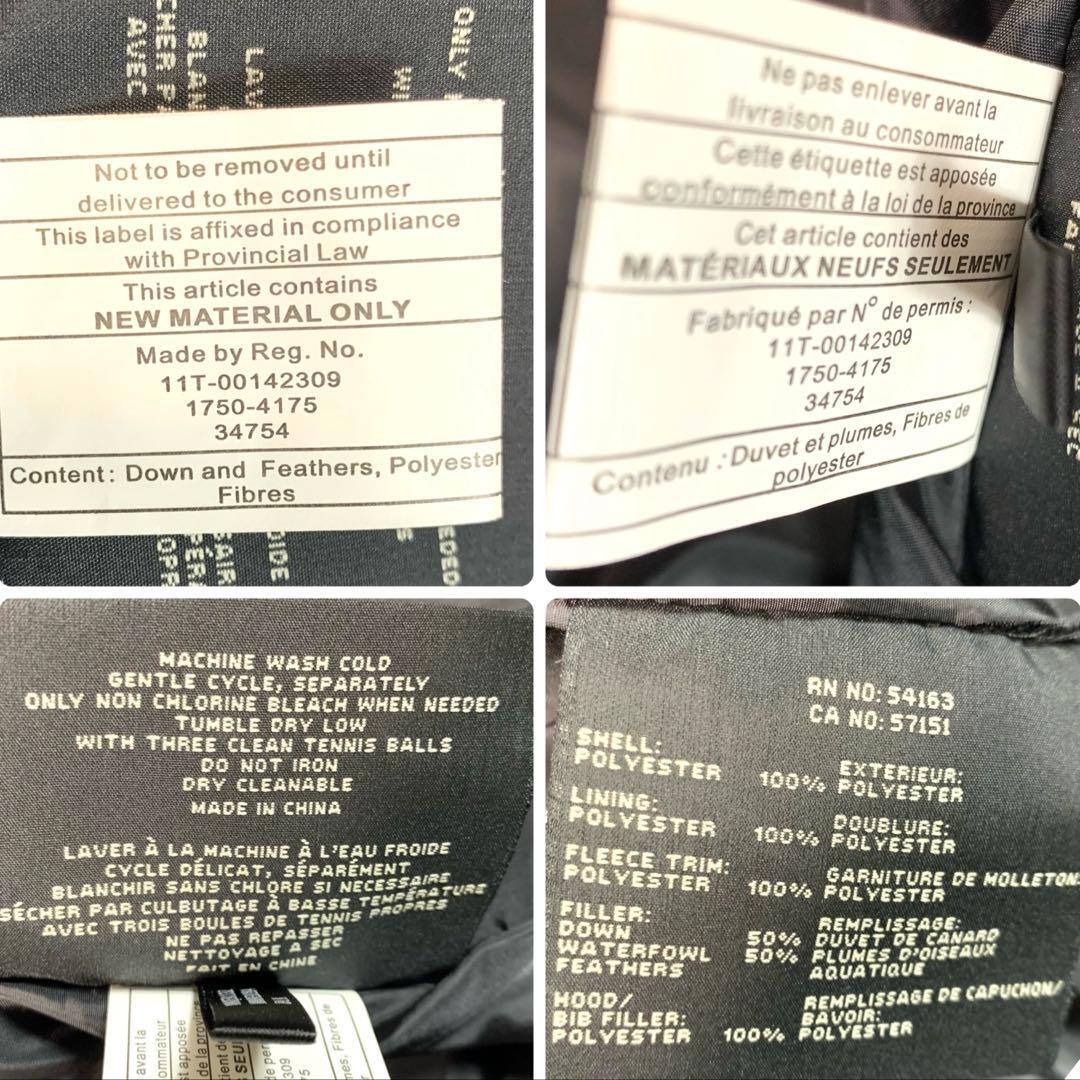 ONLY
Not to be removed until
delivered to the consumer
This label is affixed in compliance
with Provincial Law
This article contains
NEW MATERIAL ONLY
Made by Reg. No.
11T-00142309
1750-4175
34754
Content: Down and Feathers, Polyester
Fibres
Ne pas enlever avant la
livraison au consommateur
Cette étiquette est apposée
conformément à la loi de la province
Cet article contient des
MATÉRIAUX NEUFS SEULEMENT
Fabriqué par N° de permis:
11T-00142309
1750-4175
34754
Contenu : Duvet et plumes, Fibres de
polyester
MACHINE WASH COLD
GENTLE CYCLE, SEPARATELY
ONLY NON CHLORINE BLEACH WHEN NEEDED
TUMBLE DRY LOW
WITH THREE CLEAN TENNIS BALLS
DO NOT IRON
DRY CLEANABLE
MADE IN CHINA
LAVER À LA MACHINE À L'EAU FROIDE
CYCLE DÉLICAT, SÉPARÉMENT
BLANCHIR SANS CHLORE SI NECESSAIRE
SÉCHER PAR CULBUTAGE À BASSE TEMPÉRATURE
AVEC TROIS BOULES DE TENNIS PROPRES
NE PAS REPASSER
NETTOYAGE A SEC
FAIT EN CHINE
RN NO: 54163
CA NO: 57151
SHELL:
POLYESTER 100%
EXTERIEUR:
POLYESTER
LINING:
POLYESTER 100%
DOUBLURE:
POLYESTER
FLEECE TRIM:
POLYESTER 100%
GARNITURE DE MOLLETON:
POLYESTER
FILLER:
DOWN 50%
WATERFOWL 50%
FEATHERS
REMPLISSAGE:
DUVET DE CANARD
PLUMES D'OISEAUX
AQUATIQUE
HOOD/
BIB FILLER:
POLYESTER 100%
REMPLISSAGE DE CAPUCHON/
BAVOIR:
POLYESTER